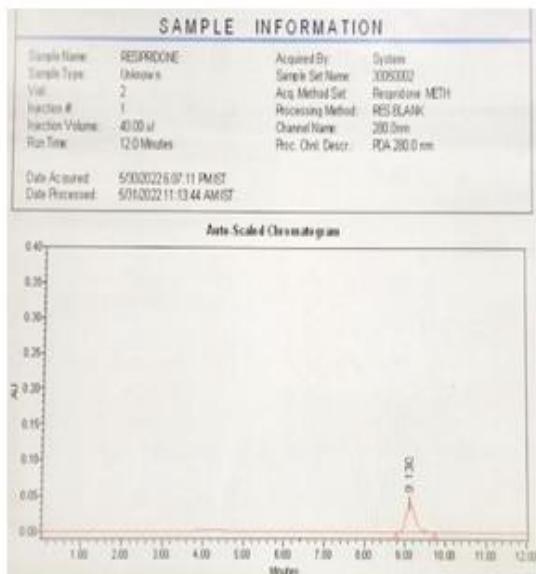 SAMPLE INFORMATION
Sample Name: RESIPRIDONE
Sample Type: Unknown
Vial: 2
Injection #: 1
Injection Volume: 40.00 ul
Run Time: 12.0 Minutes
Date Acquired: 5/30/2022 6:07:11 PM IST
Date Processed: 5/31/2022 11:13:44 AM IST
Acquired By: System
Sample Set Name: 30053002
Acq. Method Set: Respiridone METH
Processing Method: RES BLANK
Channel Name: 280.0nm
Proc. Chnl. Descr.: PDA 280.0 nm
Auto-Scaled Chromatogram
AU
0.40
0.35
0.30
0.25
0.20
0.15
0.10
0.05
0.00
9.130
1.00 2.00 3.00 4.00 5.00 6.00 7.00 8.00 9.00 10.00 11.00 12.00
Minutes